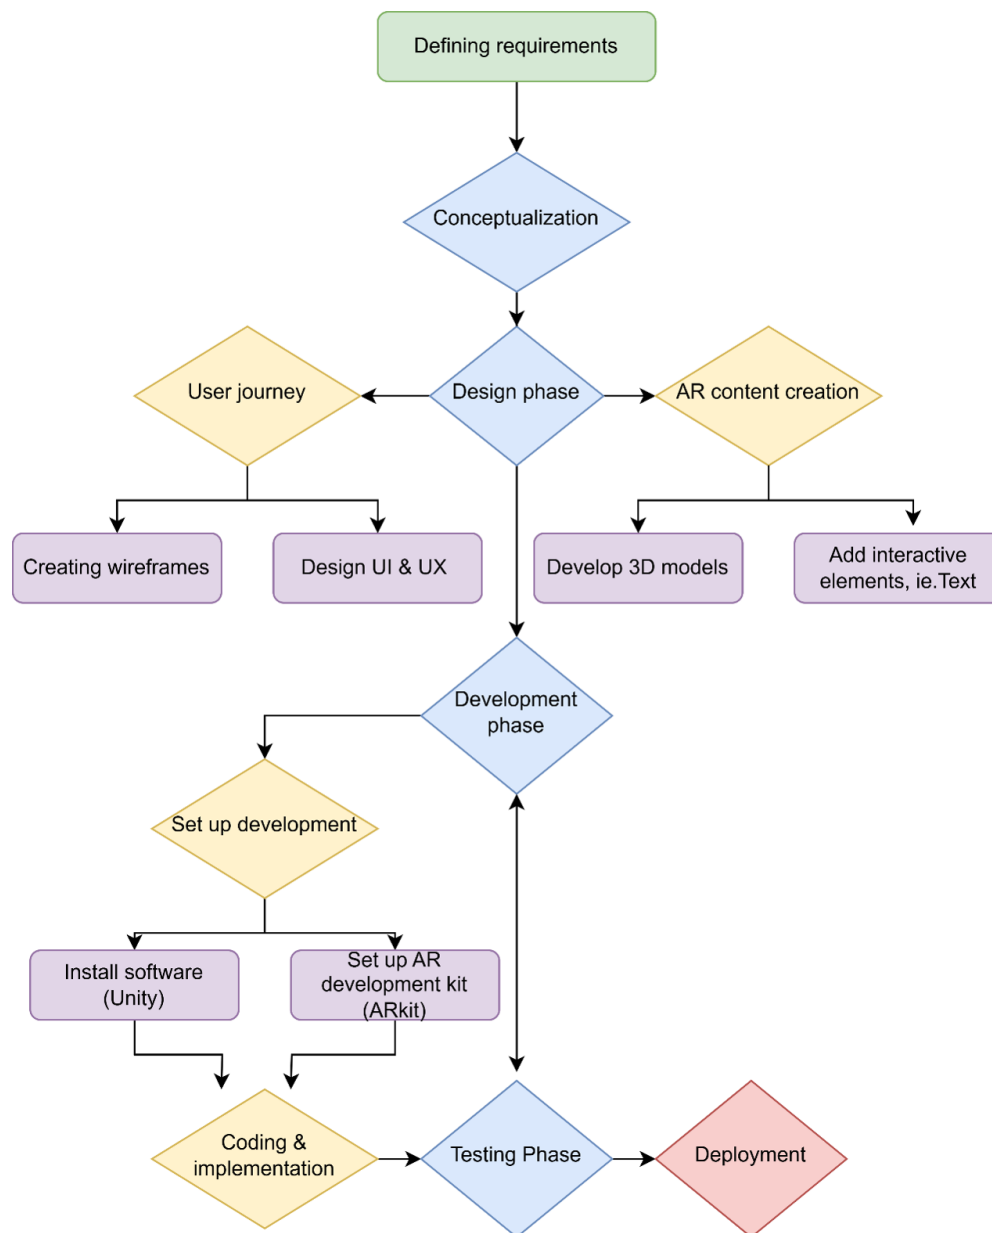 Defining requirements
Conceptualization
User journey
Design phase
AR content creation
Creating wireframes
Design UI & UX
Develop 3D models
Add interactive
elements, ie.Text
Development
phase
Set up development
Install software
(Unity)
Set up AR
development kit
(ARkit)
Coding &
implementation
Testing Phase
Deployment